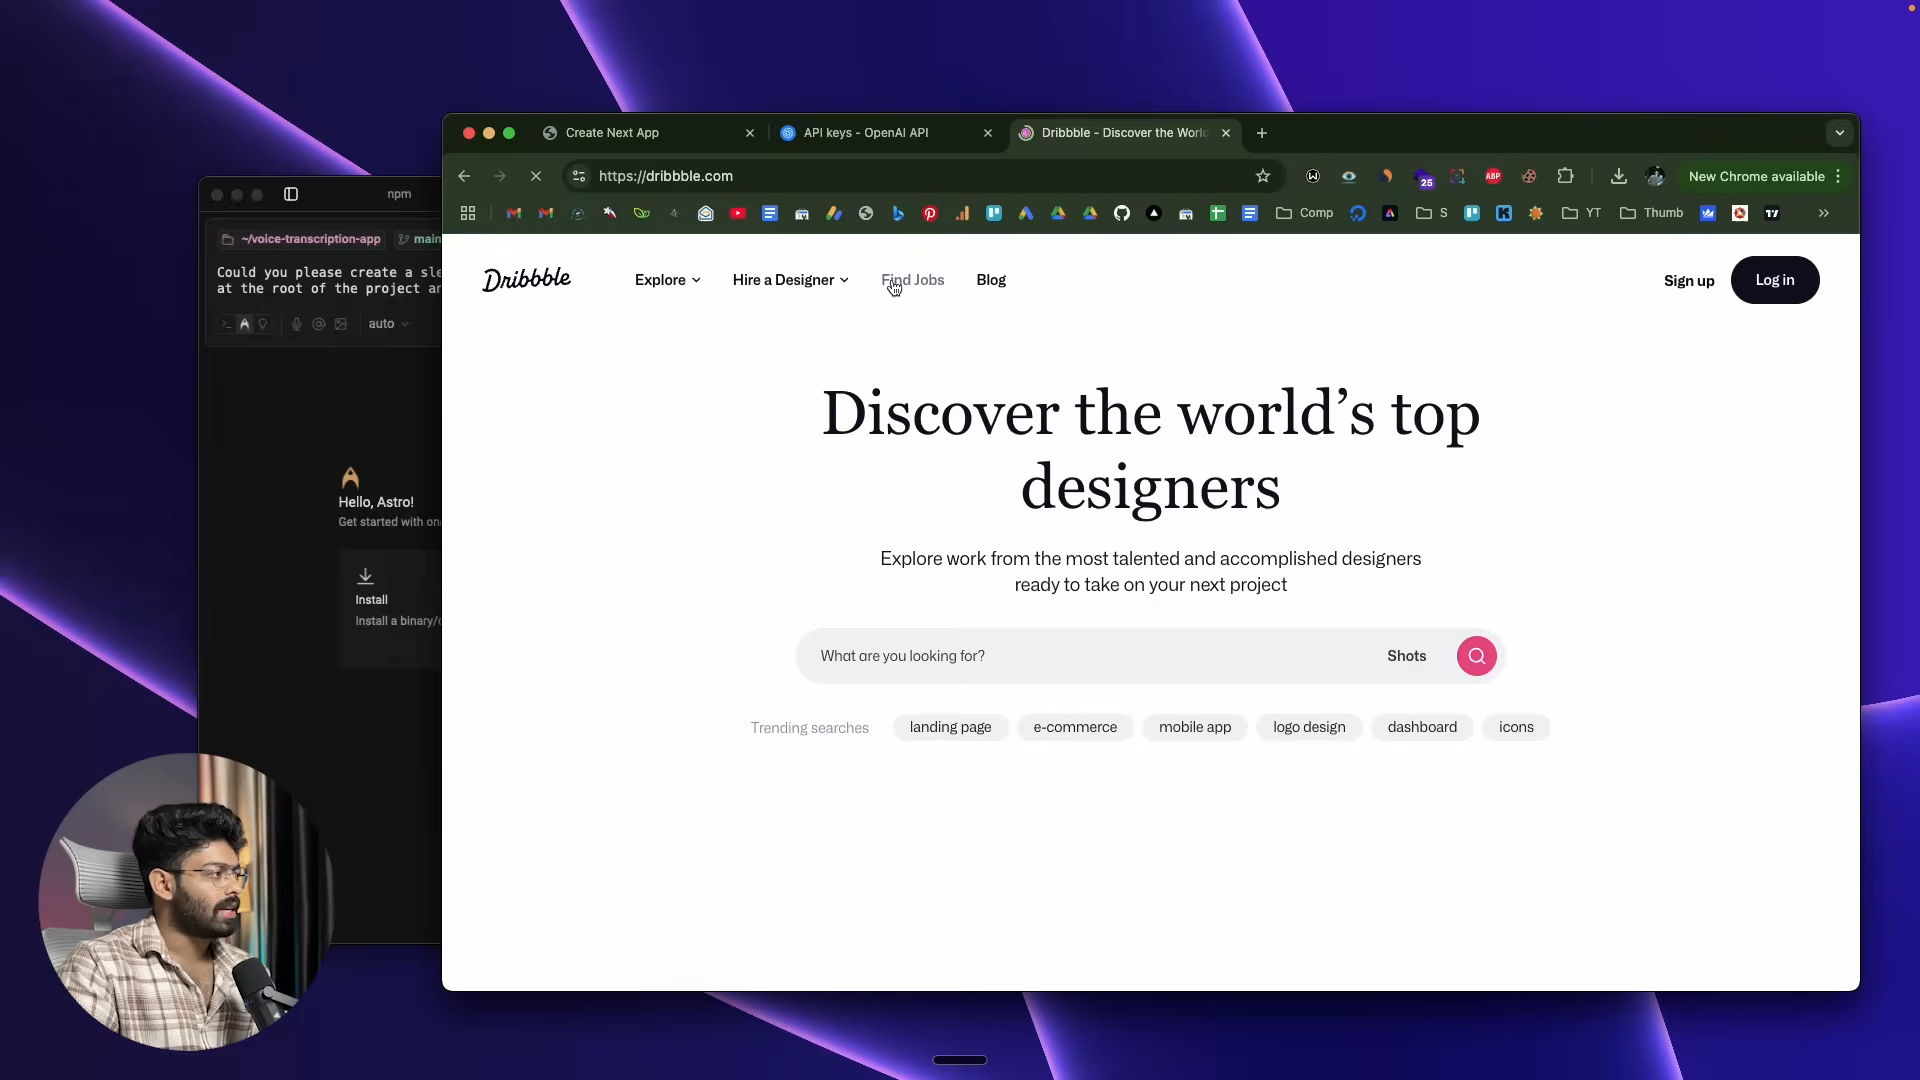 Create Next App
API keys - OpenAI API
Dribbble - Discover the World
https://dribbble.com
25
ABP
New Chrome available
Comp
S
YT
Thumb
npm
~/voice-transcription-app
main
Could you please create a sle
at the root of the project an
auto
Hello, Astro!
Get started with on
Install
Install a binary/c
Dribbble
Explore
Hire a Designer
Find Jobs
Blog
Sign up
Log in
Discover the world’s top
designers
Explore work from the most talented and accomplished designers
ready to take on your next project
What are you looking for?
Shots
Trending searches
landing page
e-commerce
mobile app
logo design
dashboard
icons